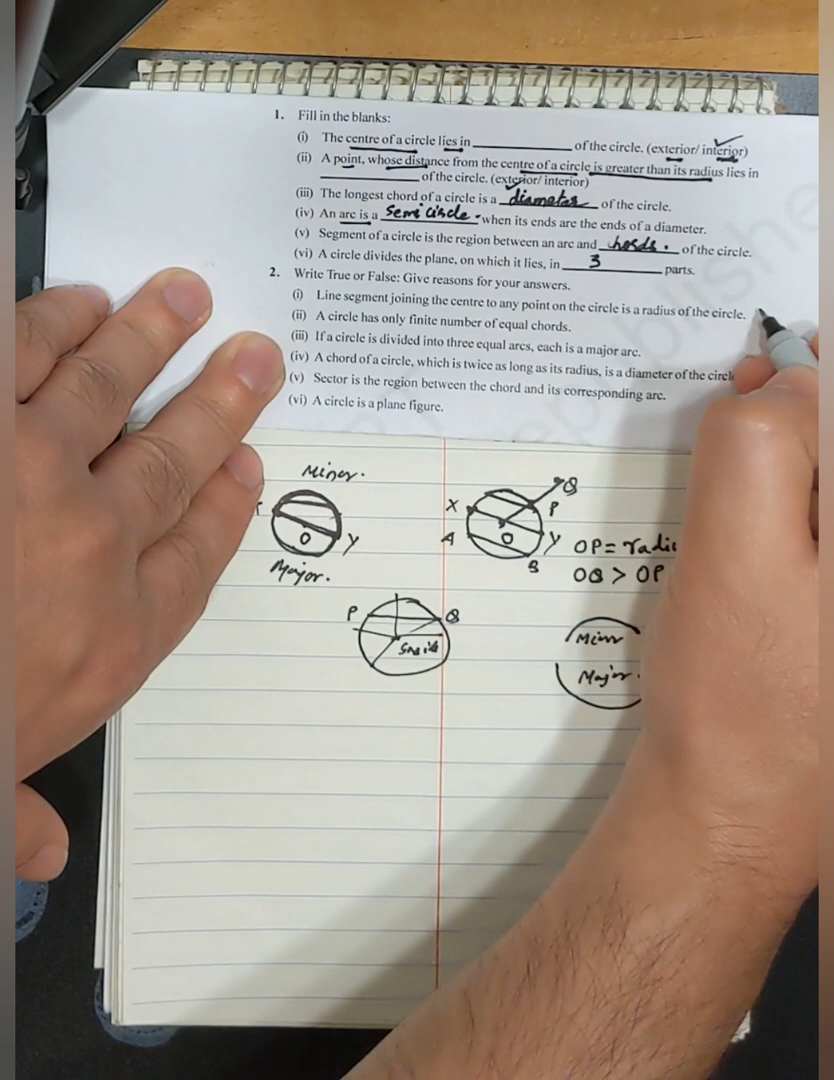 1. Fill in the blanks:
(i) The centre of a circle lies in __________ of the circle. (exterior/ interior)
(ii) A point, whose distance from the centre of a circle is greater than its radius lies in
__________ of the circle. (exterior/ interior)
(iii) The longest chord of a circle is a diameter of the circle.
(iv) An arc is a Semi circle when its ends are the ends of a diameter.
(v) Segment of a circle is the region between an arc and of the circle.
(vi) A circle divides the plane, on which it lies, in 3 parts.
2. Write True or False: Give reasons for your answers.
(i) Line segment joining the centre to any point on the circle is a radius of the circle.
(ii) A circle has only finite number of equal chords.
(iii) If a circle is divided into three equal arcs, each is a major arc.
(iv) A chord of a circle, which is twice as long as its radius, is a diameter of the circl
(v) Sector is the region between the chord and its corresponding arc.
(vi) A circle is a plane figure.
Minor.
O Y
Major.
X P Q
A O Y
B
OP = radiu
OQ > OP
P Q
Minor
Major.